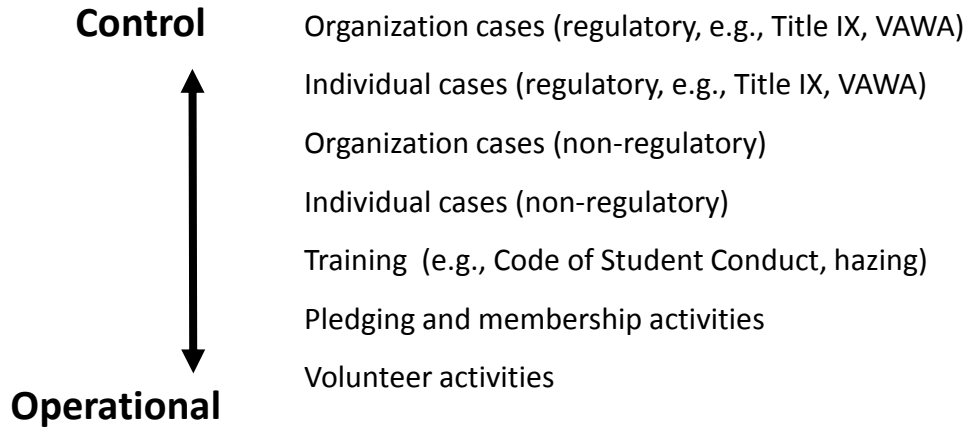 Control
Organization cases (regulatory, e.g., Title IX, VAWA)
Individual cases (regulatory, e.g., Title IX, VAWA)
Organization cases (non-regulatory)
Individual cases (non-regulatory)
Training (e.g., Code of Student Conduct, hazing)
Pledging and membership activities
Volunteer activities
Operational